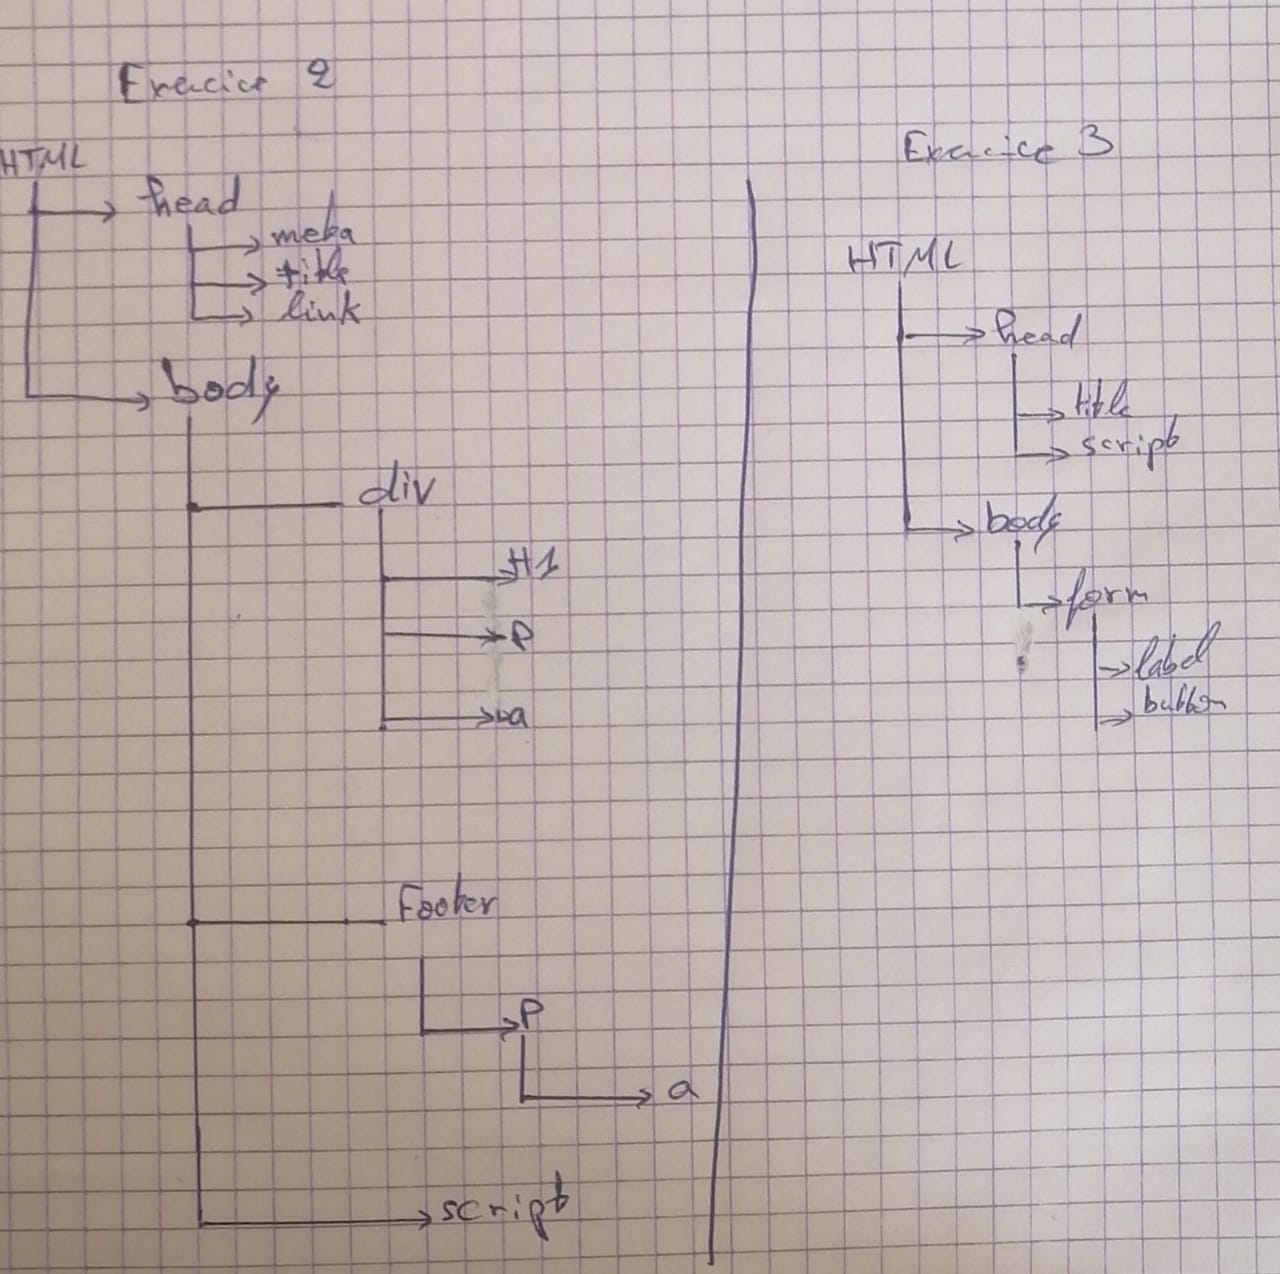 Exercice 2
HTML
head
meta
title
link
body
div
H1
P
a
Footer
P
a
script
Exercice 3
HTML
head
title
script
body
form
label
button